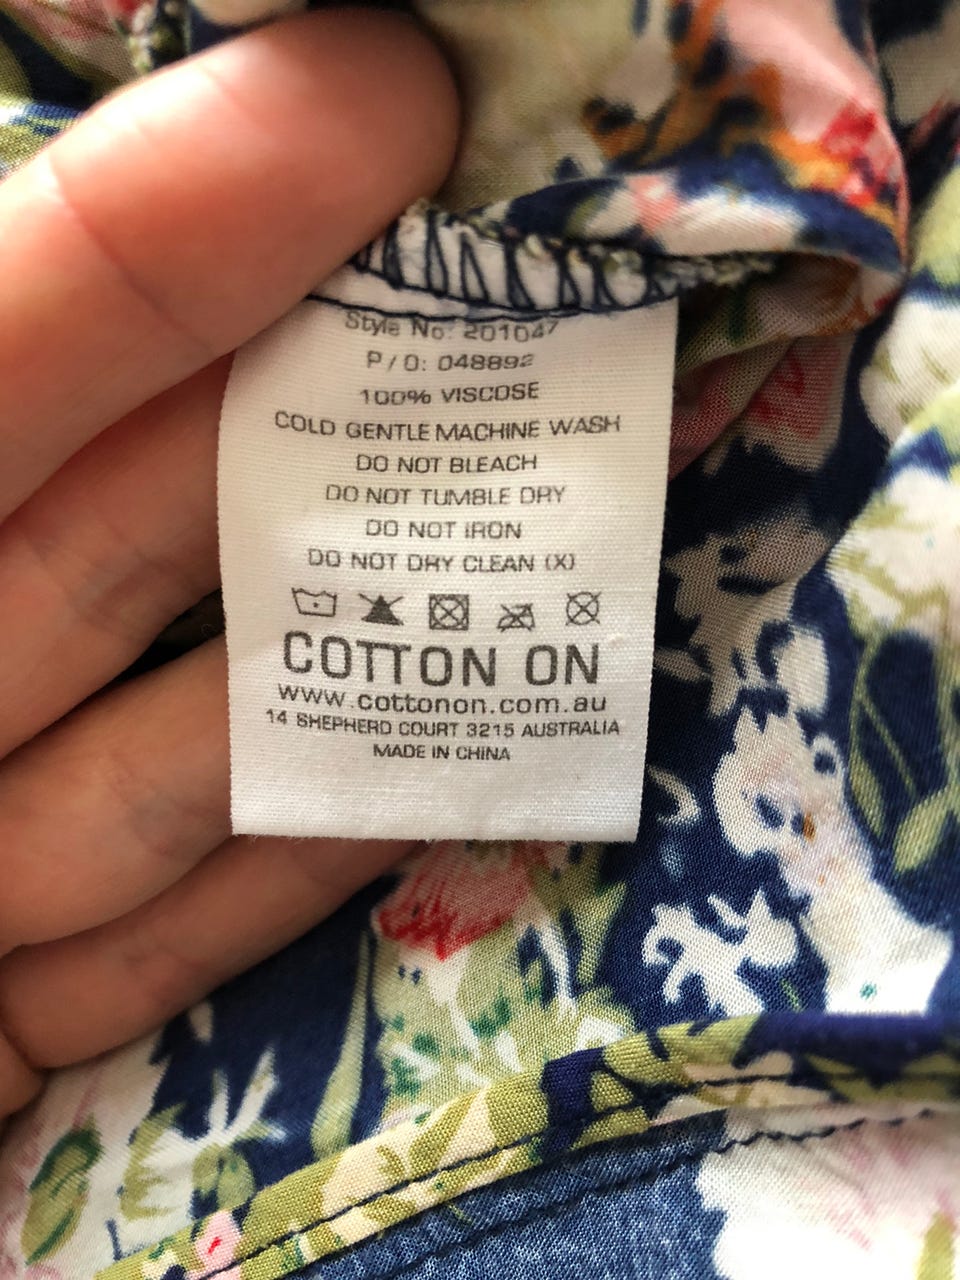 Style No: 201047
P / O: 048892
100% VISCOSE
COLD GENTLE MACHINE WASH
DO NOT BLEACH
DO NOT TUMBLE DRY
DO NOT IRON
DO NOT DRY CLEAN (X)
COTTON ON
www.cottonon.com.au
14 SHEPHERD COURT 3215 AUSTRALIA
MADE IN CHINA